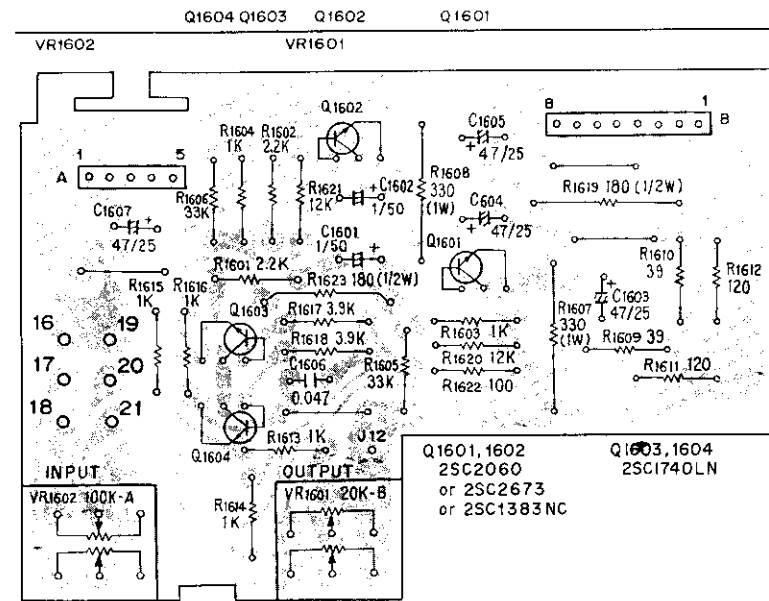 Q1604 Q1603 Q1602 Q1601
VR1602 VR1601
Q1602
R1604
1K
R1602
2.2K
C1605
+ 47/25
8 1
B
1 5
A
R1606
33K
R1621
12K
C1602
1/50
R1608
330
(1W)
R1619 180 (1/2W)
C1607
+
47/25
C1601
1/50
+
C604
+ 47/25
Q1601
R1601 2.2K
R1623 180 (1/2W)
R1615
1K
R1616
1K
R1610
39
R1612
120
Q1603
R1617 3.9K
R1618 3.9K
C1606
0.047
R1605
33K
R1603 1K
R1620 12K
R1622 100
R1607
330
(1W)
+
C1603
47/25
R1609 39
R1611 120
16 19
17 20
18 21
Q1604
R1613 1K
J12
INPUT
VR1602 100K-A
R1614
1K
OUTPUT
VR1601 20K-B
Q1601, 1602
2SC2060
or 2SC2673
or 2SC1383NC
Q1603, 1604
2SC1740LN